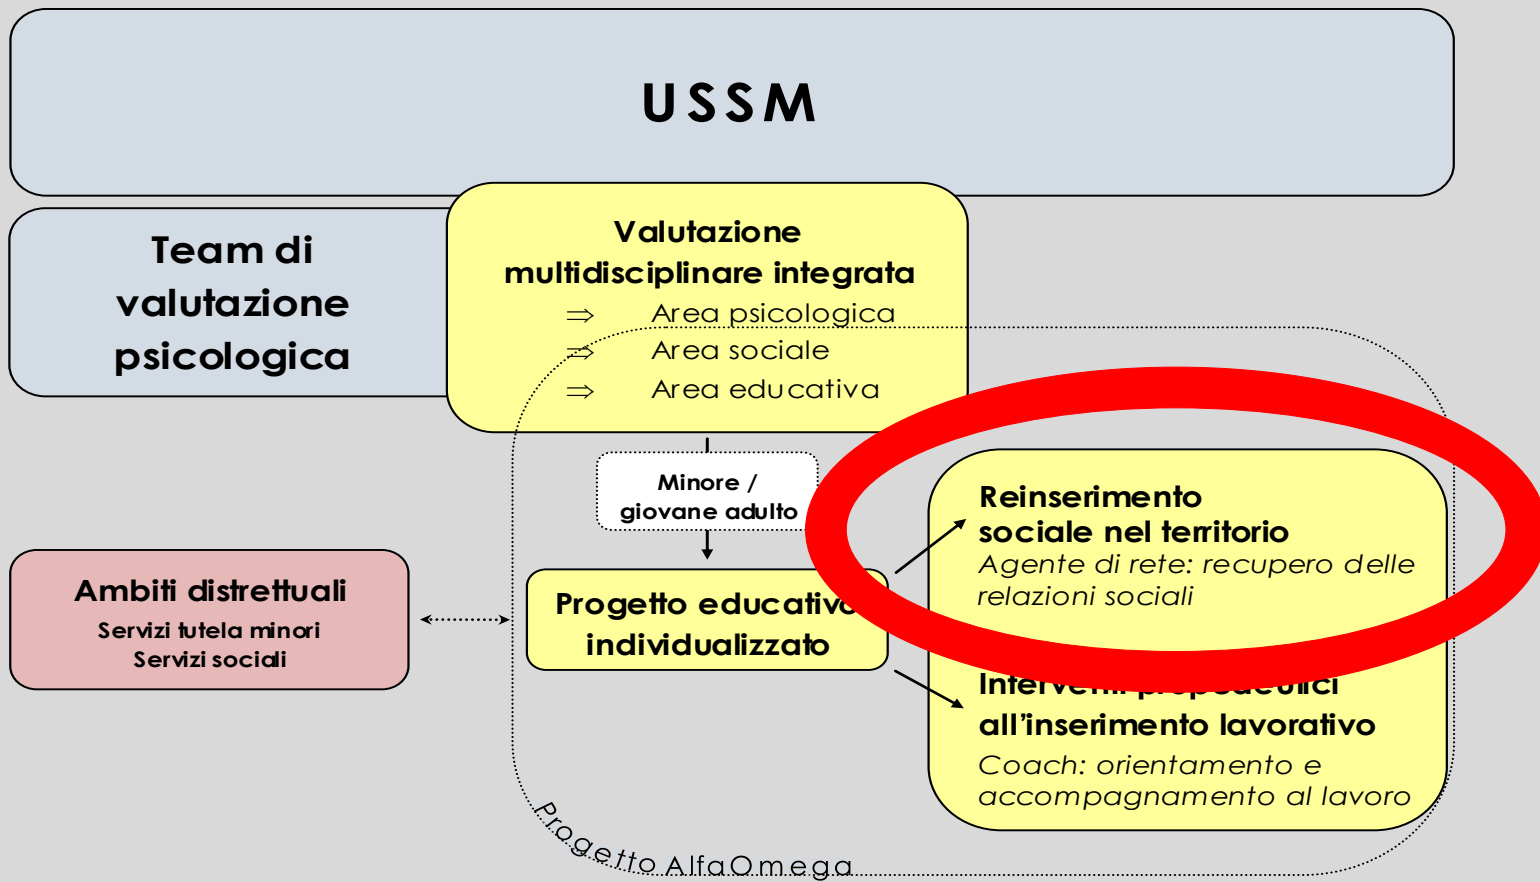 USSM
Team di
valutazione
psicologica
Valutazione
multidisciplinare integrata
⇒ Area psicologica
⇒ Area sociale
⇒ Area educativa
Minore /
giovane adulto
Ambiti distrettuali
Servizi tutela minori
Servizi sociali
Progetto educativo
individualizzato
Reinserimento
sociale nel territorio
Agente di rete: recupero delle
relazioni sociali
Interventi propedeutici
all'inserimento lavorativo
Coach: orientamento e
accompagnamento al lavoro
Progetto AlfaOmega